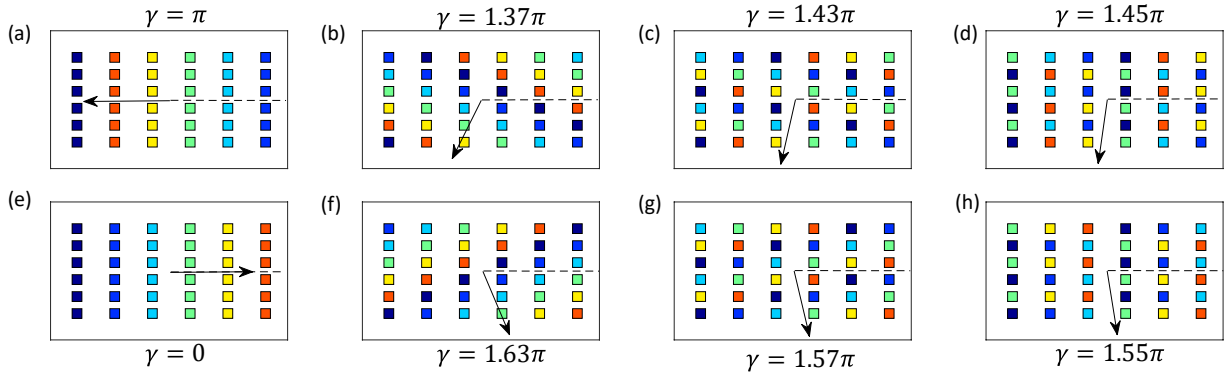 γ = π
γ = 1.37π
γ = 1.43π
γ = 1.45π
(a)
(b)
(c)
(d)
(e)
(f)
(g)
(h)
γ = 0
γ = 1.63π
γ = 1.57π
γ = 1.55π